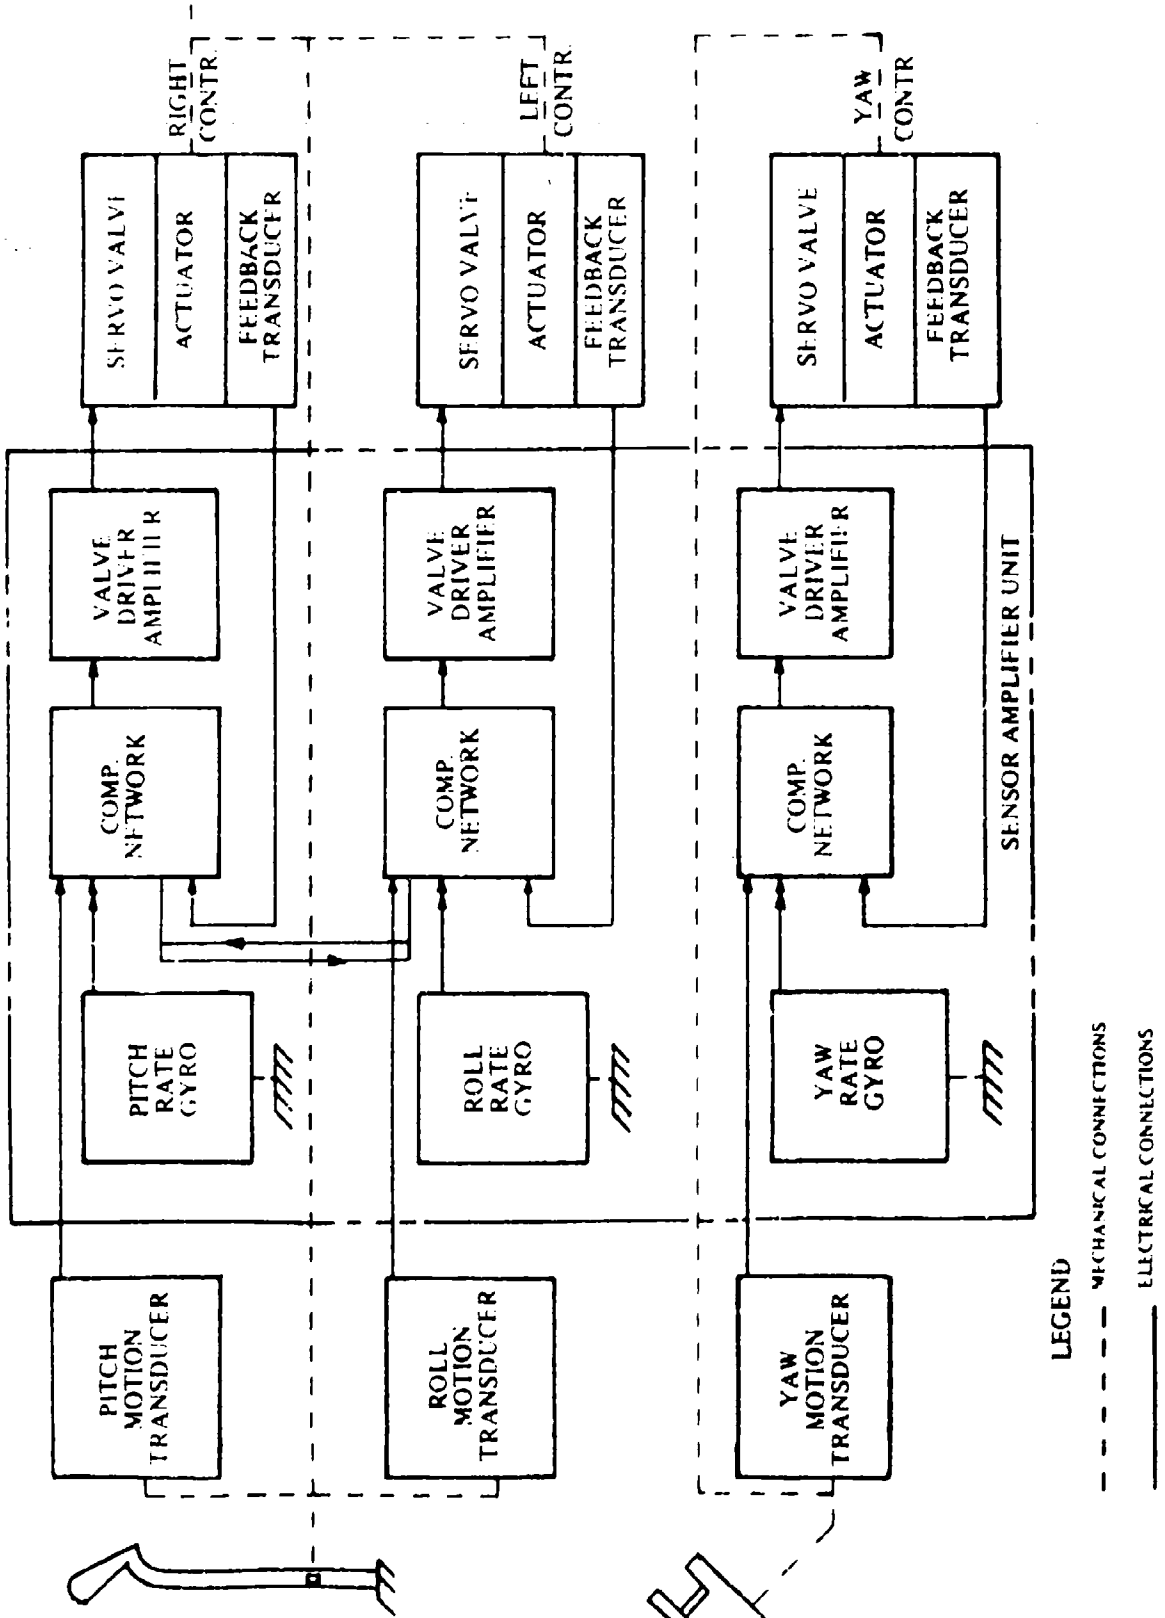 PITCH
MOTION
TRANSDUCER
PITCH
RATE
GYRO
COMP.
NETWORK
VALVE
DRIVER
AMPLIFIER
SERVO VALVE
ACTUATOR
FEEDBACK
TRANSDUCER
RIGHT
CONTR.
ROLL
MOTION
TRANSDUCER
ROLL
RATE
GYRO
COMP.
NETWORK
VALVE
DRIVER
AMPLIFIER
SERVO VALVE
ACTUATOR
FEEDBACK
TRANSDUCER
LEFT
CONTR.
YAW
MOTION
TRANSDUCER
YAW
RATE
GYRO
COMP.
NETWORK
VALVE
DRIVER
AMPLIFIER
SERVO VALVE
ACTUATOR
FEEDBACK
TRANSDUCER
YAW
CONTR
SENSOR AMPLIFIER UNIT
LEGEND
MECHANICAL CONNECTIONS
ELECTRICAL CONNECTIONS